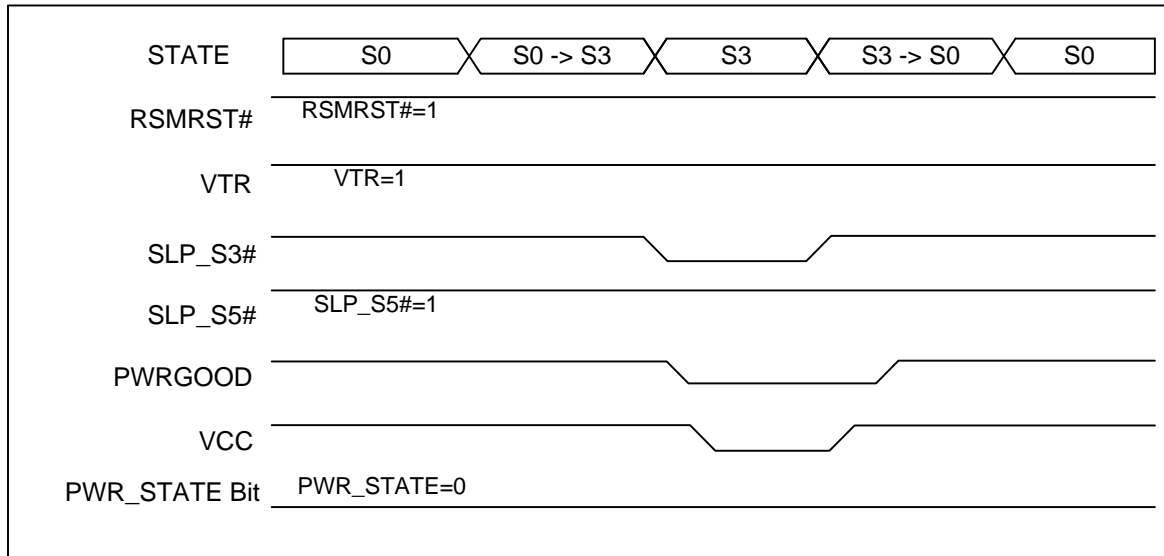 STATE S0 S0 -> S3 S3 S3 -> S0 S0
RSMRST# RSMRST#=1
VTR VTR=1
SLP_S3#
SLP_S5# SLP_S5#=1
PWRGOOD
VCC
PWR_STATE Bit PWR_STATE=0